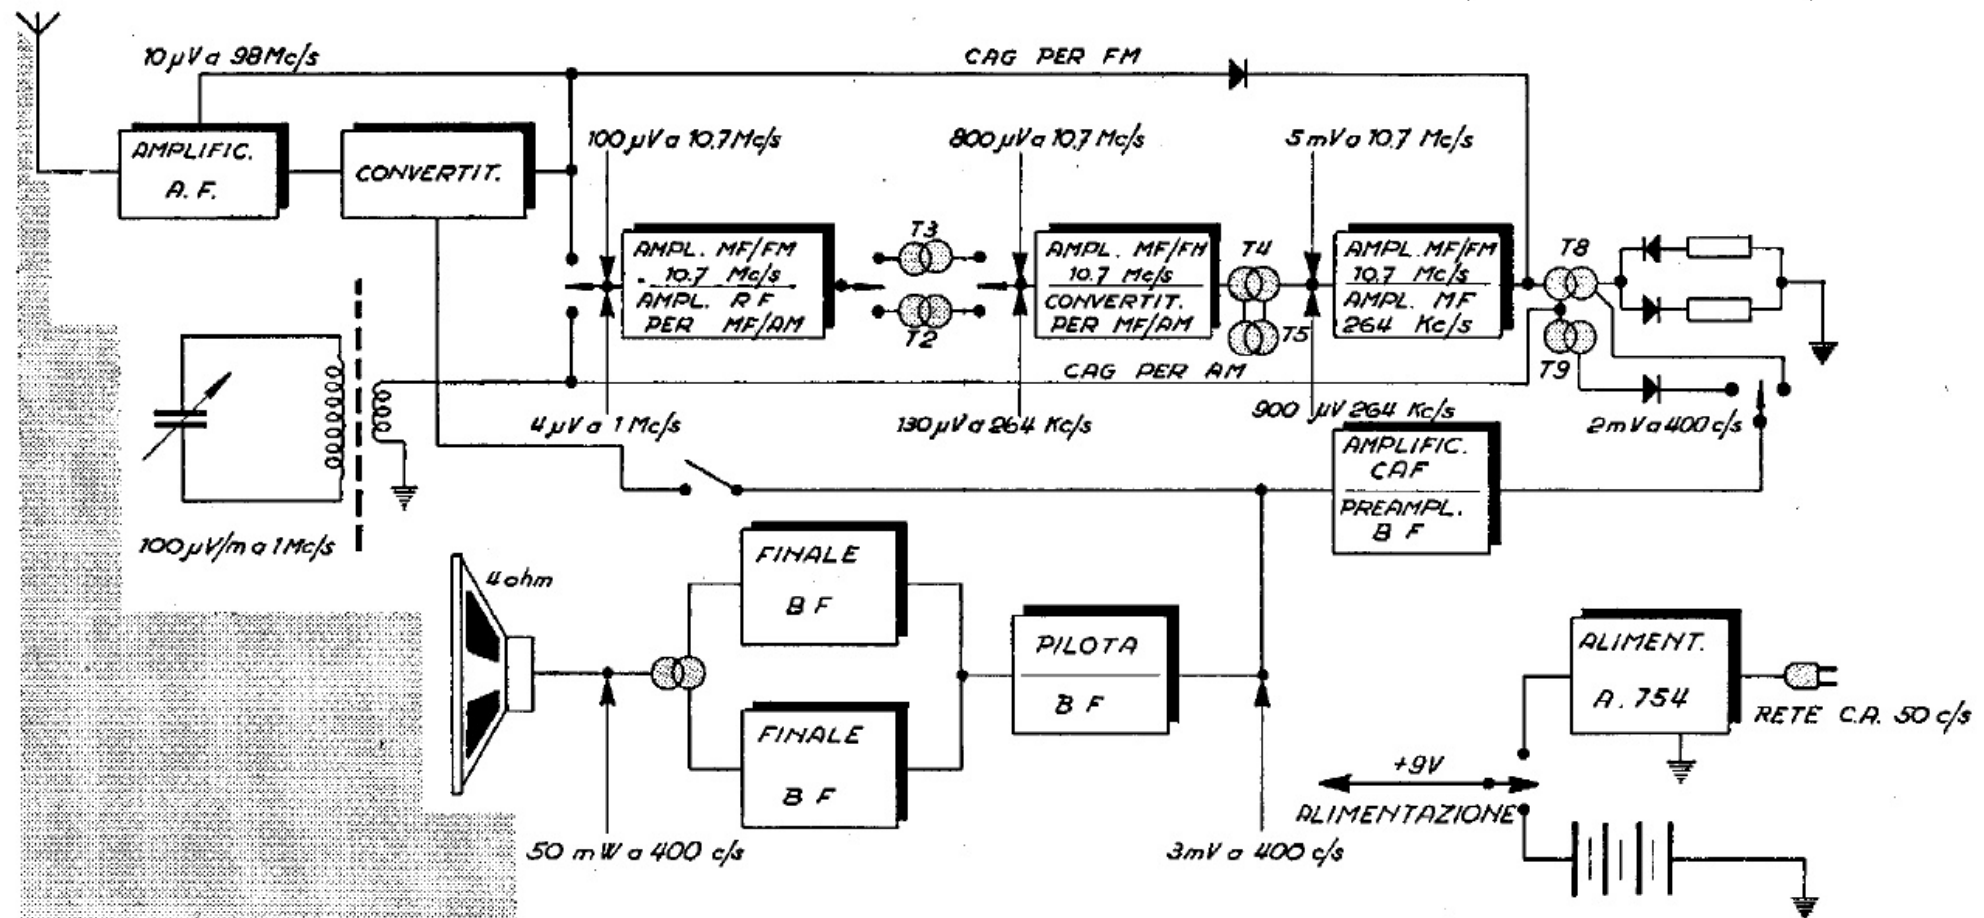 10 µV a 98 Mc/s
CAG PER FM
AMPLIFIC.
A.F.
CONVERTIT.
100 µV a 10.7 Mc/s
800 µV a 10.7 Mc/s
5 mV a 10.7 Mc/s
AMPL. MF/FM
10.7 Mc/s
AMPL. RF
PER MF/AM
T3
T2
AMPL. MF/FM
10.7 Mc/s
CONVERTIT.
PER MF/AM
T4
T5
AMPL. MF/FM
10.7 Mc/s
AMPL. MF
264 Kc/s
T8
T9
CAG PER AM
4 µV a 1 Mc/s
130 µV a 264 Kc/s
900 µV 264 Kc/s
2 mV a 400 c/s
AMPLIFIC.
CAF
PREAMPL.
BF
100 µV/m a 1 Mc/s
4 ohm
FINALE
BF
FINALE
BF
PILOTA
BF
ALIMENT.
A. 754
RETE C.A. 50 c/s
+9V
ALIMENTAZIONE
50 mW a 400 c/s
3 mV a 400 c/s